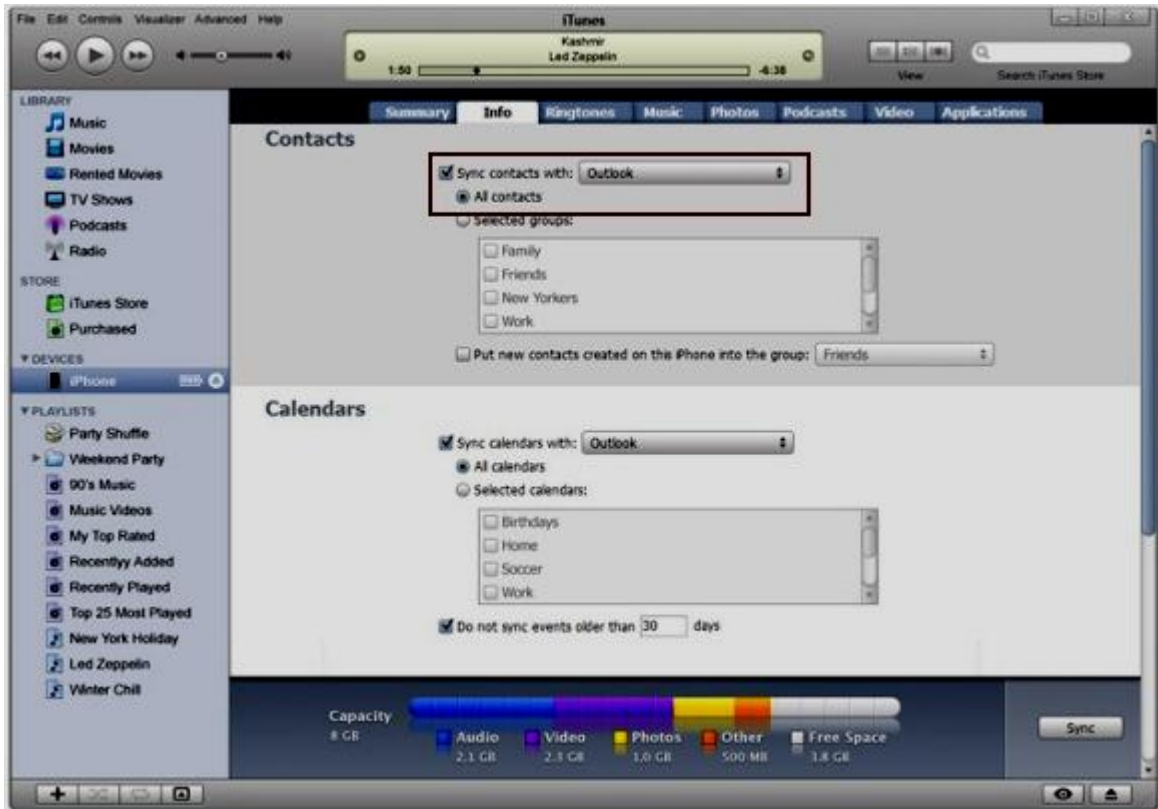 File Edit Controls Visualizer Advanced Help
iTunes
Kashmir
Led Zeppelin
1:50
-6:38
View
Search iTunes Store
LIBRARY
Music
Movies
Rented Movies
TV Shows
Podcasts
Radio
STORE
iTunes Store
Purchased
DEVICES
iPhone
PLAYLISTS
Party Shuffle
Weekend Party
90's Music
Music Videos
My Top Rated
Recentlyy Added
Recently Played
Top 25 Most Played
New York Holiday
Led Zeppelin
Winter Chill
Summary Info Ringtones Music Photos Podcasts Video Applications
Contacts
Sync contacts with: Outlook
All contacts
Selected groups:
Family
Friends
New Yorkers
Work
Put new contacts created on this iPhone into the group: Friends
Calendars
Sync calendars with: Outlook
All calendars
Selected calendars:
Birthdays
Home
Soccer
Work
Do not sync events older than 30 days
Capacity
8 GB
Audio Video Photos Other Free Space
2.1 GB 2.3 GB 1.0 GB 500 MB 3.8 GB
Sync